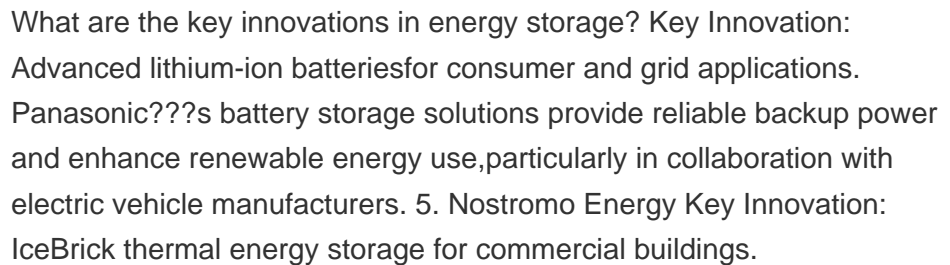 What are the key innovations in energy storage? Key Innovation:
Advanced lithium-ion batteriesfor consumer and grid applications.
Panasonic???s battery storage solutions provide reliable backup power
and enhance renewable energy use,particularly in collaboration with
electric vehicle manufacturers. 5. Nostromo Energy Key Innovation:
IceBrick thermal energy storage for commercial buildings.